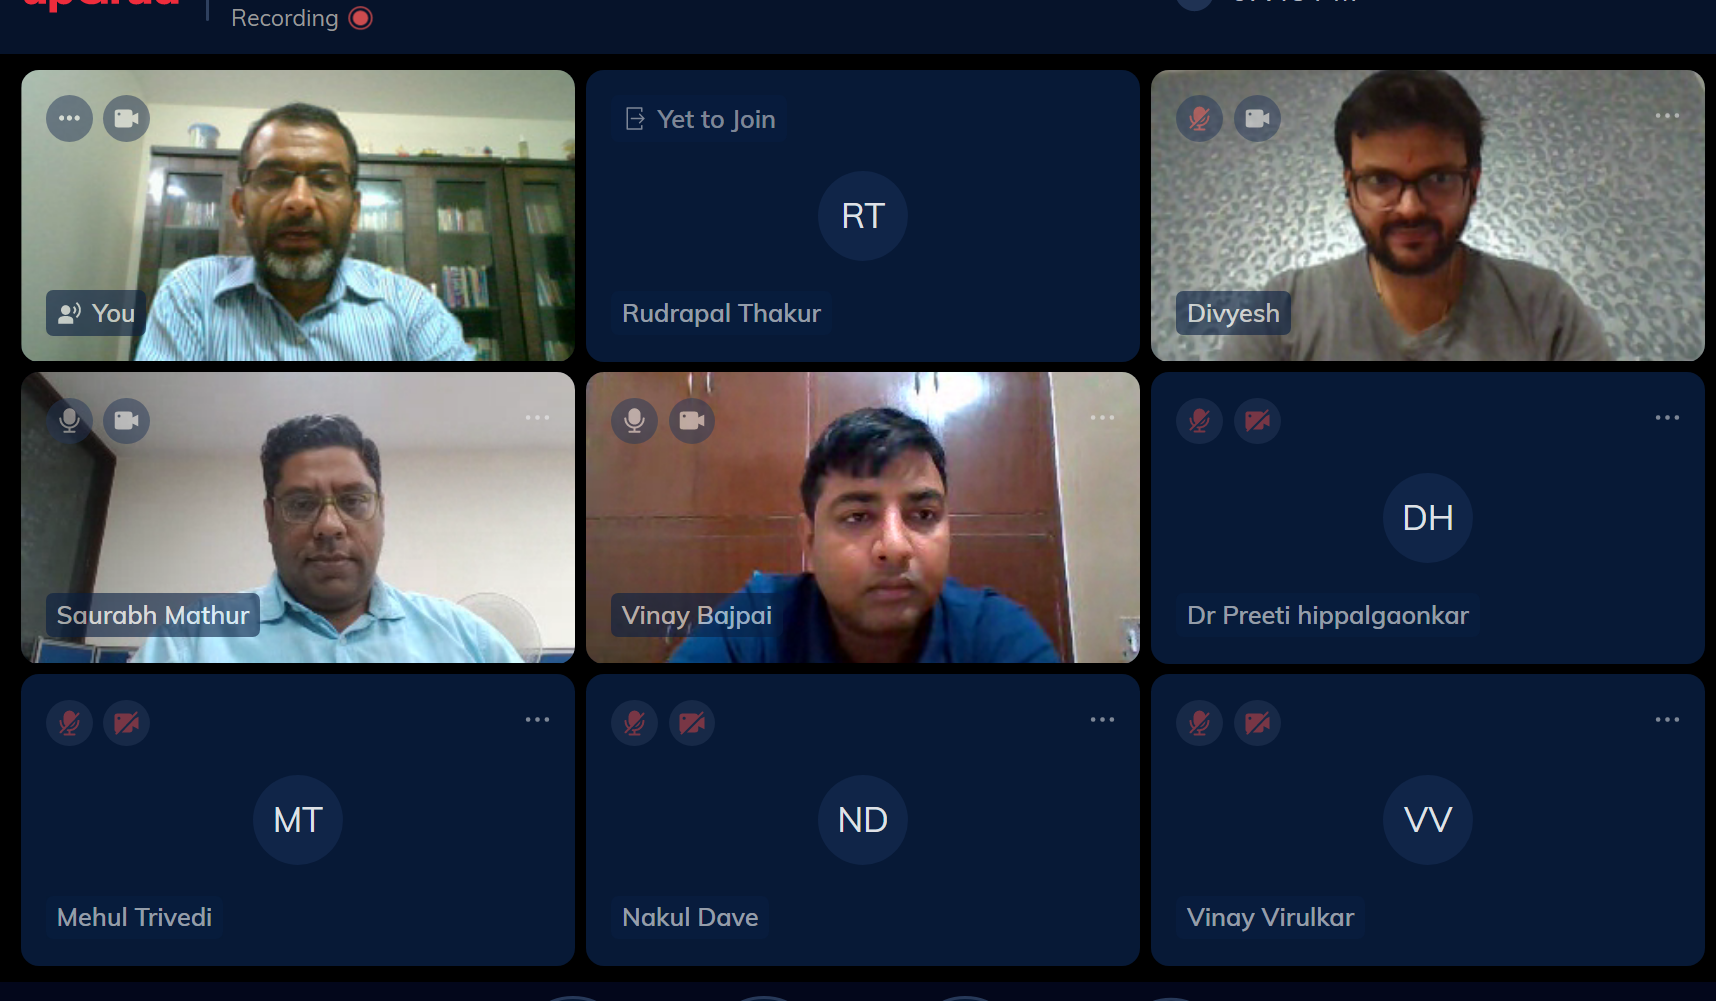 upGrad
Recording
You
Yet to Join
RT
Rudrapal Thakur
Divyesh
Saurabh Mathur
Vinay Bajpai
DH
Dr Preeti hippalgaonkar
MT
Mehul Trivedi
ND
Nakul Dave
VV
Vinay Virulkar